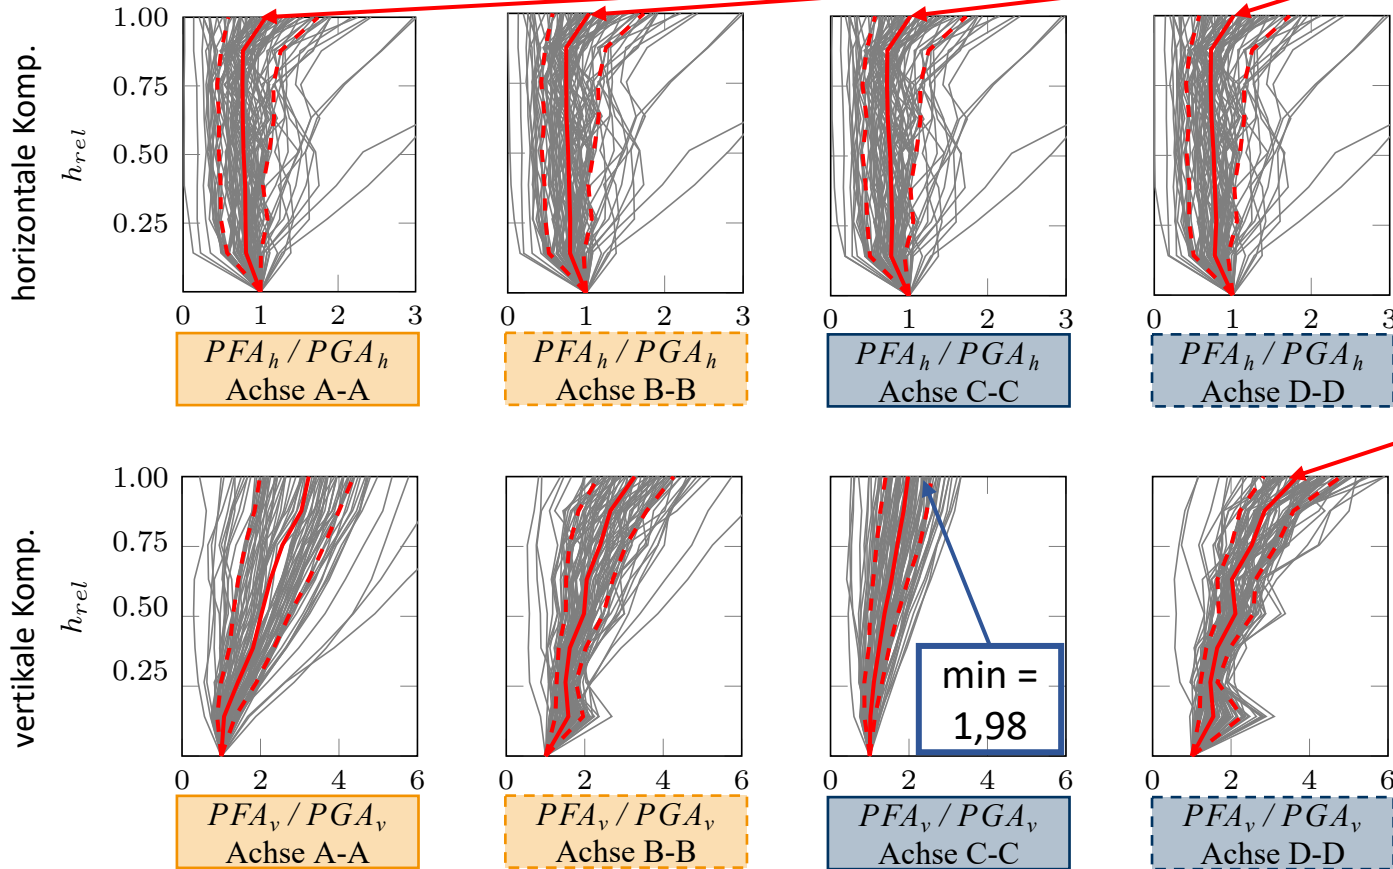 horizontale Komp.
h_rel
1.00
0.75
0.50
0.25
0 1 2 3
0 1 2 3
0 1 2 3
0 1 2 3
PFA_h / PGA_h
Achse A-A
PFA_h / PGA_h
Achse B-B
PFA_h / PGA_h
Achse C-C
PFA_h / PGA_h
Achse D-D
vertikale Komp.
h_rel
1.00
0.75
0.50
0.25
min =
1,98
0 2 4 6
0 2 4 6
0 2 4 6
0 2 4 6
PFA_v / PGA_v
Achse A-A
PFA_v / PGA_v
Achse B-B
PFA_v / PGA_v
Achse C-C
PFA_v / PGA_v
Achse D-D